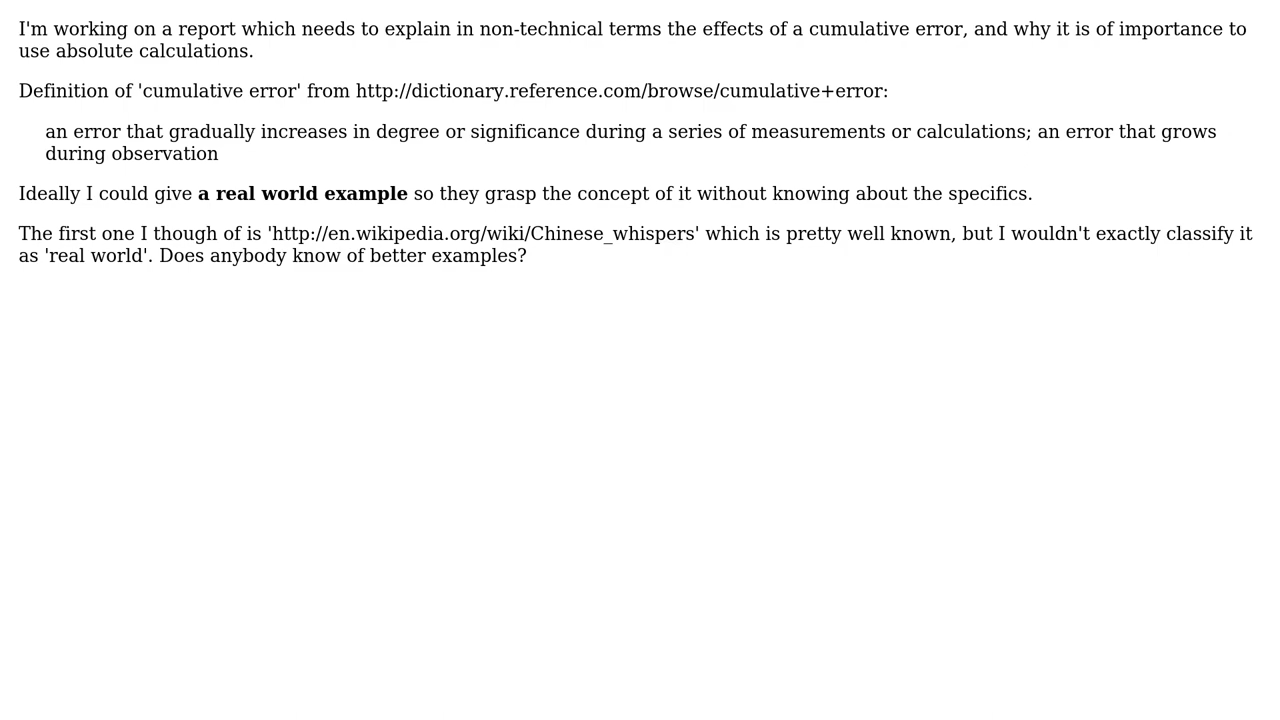 I'm working on a report which needs to explain in non-technical terms the effects of a cumulative error, and why it is of importance to
use absolute calculations.
Definition of 'cumulative error' from http://dictionary.reference.com/browse/cumulative+error:
an error that gradually increases in degree or significance during a series of measurements or calculations; an error that grows
during observation
Ideally I could give a real world example so they grasp the concept of it without knowing about the specifics.
The first one I though of is 'http://en.wikipedia.org/wiki/Chinese_whispers' which is pretty well known, but I wouldn't exactly classify it
as 'real world'. Does anybody know of better examples?